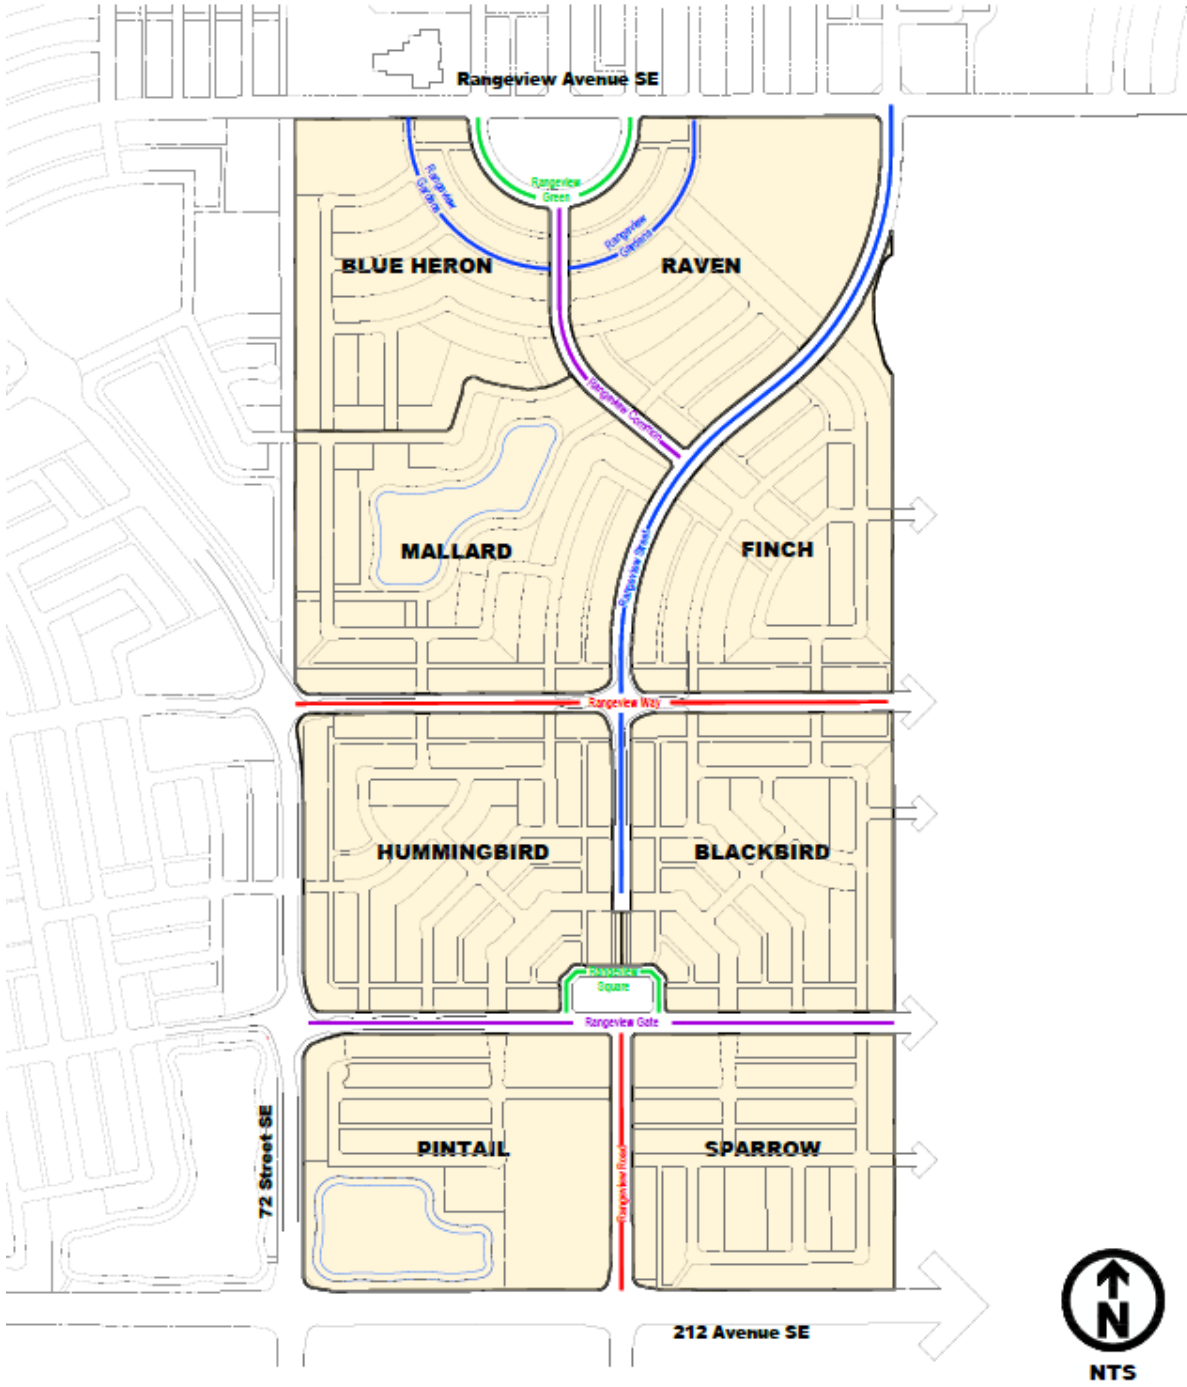 Rangeview Avenue SE
Rangeview
Green
Rangeview
Gardens
Rangeview
Gardens
BLUE HERON
RAVEN
Rangeview Common
MALLARD
FINCH
Rangeview Street
Rangeview Way
HUMMINGBIRD
BLACKBIRD
Rangeview
Square
Rangeview Gate
72 Street SE
PINTAIL
SPARROW
Rangeview Road
212 Avenue SE
N
NTS